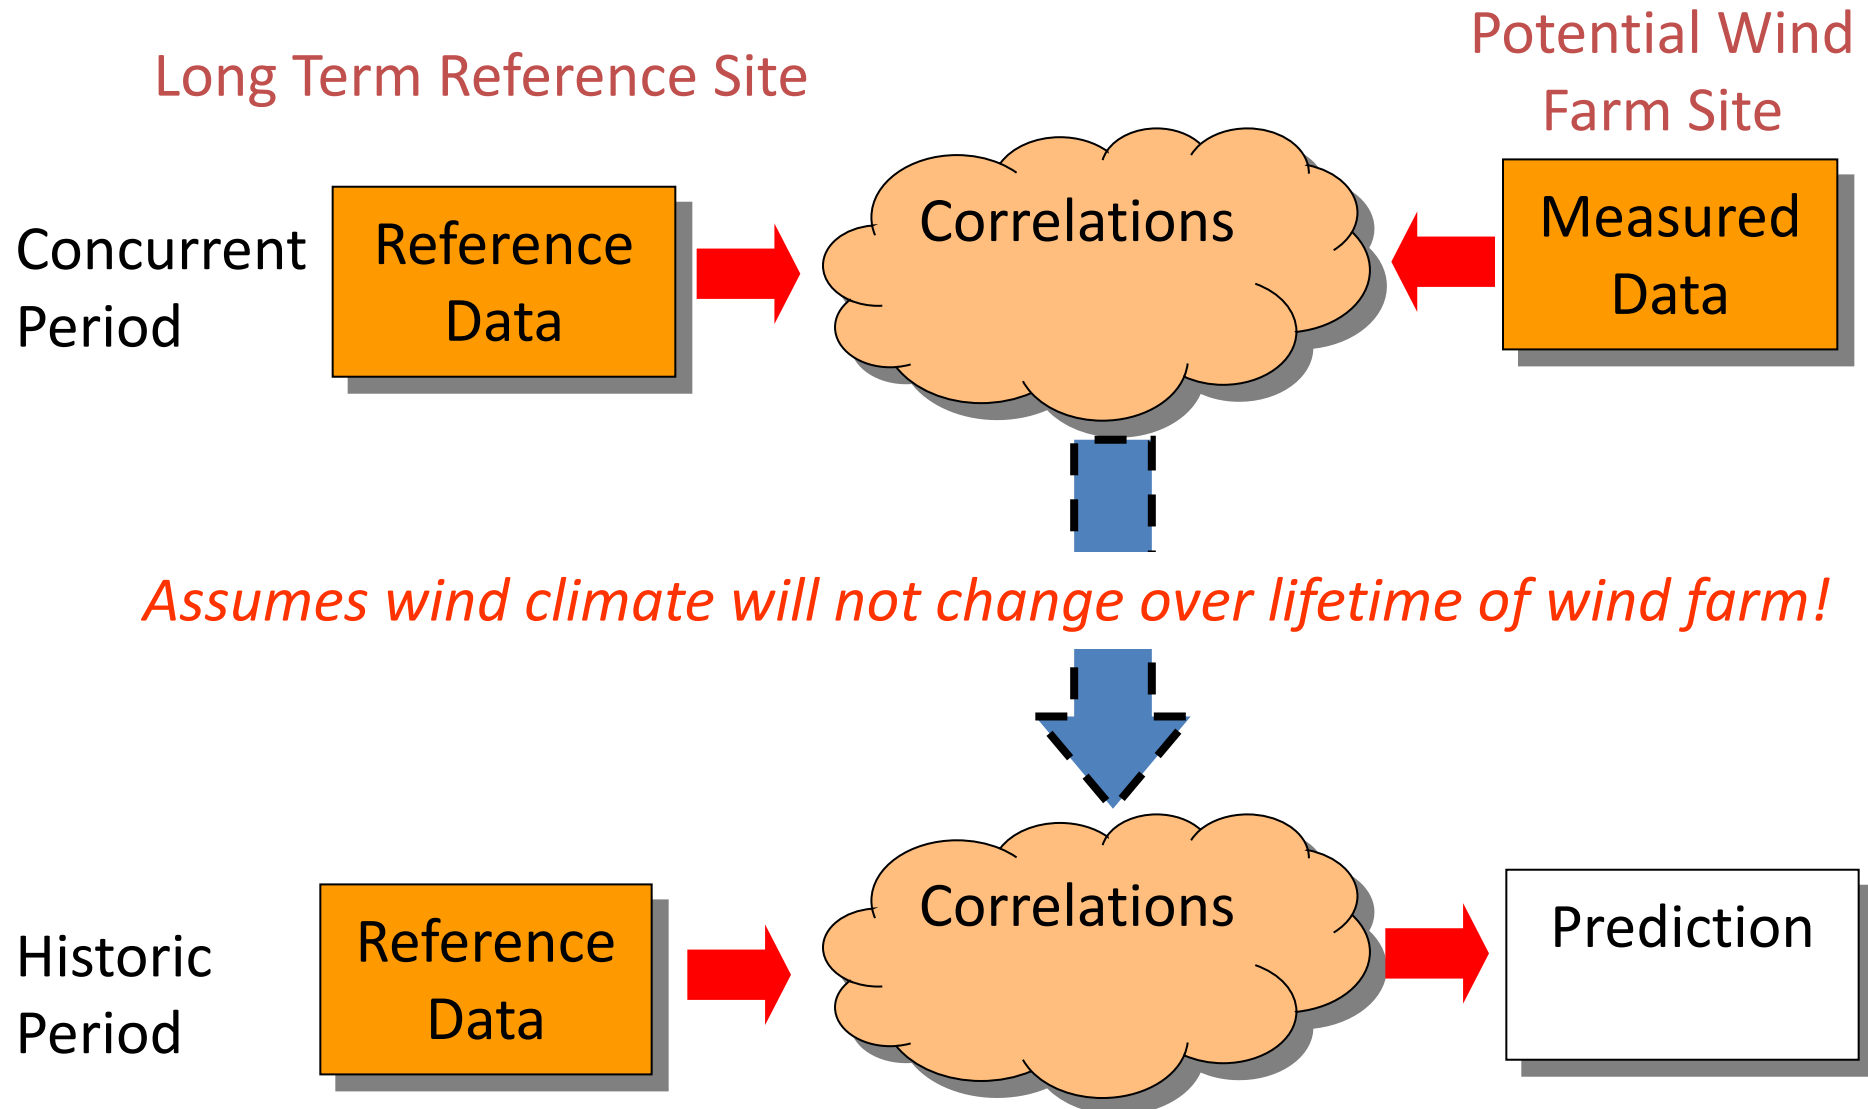 Long Term Reference Site
Potential Wind
Farm Site
Concurrent
Period
Reference
Data
Correlations
Measured
Data
Assumes wind climate will not change over lifetime of wind farm!
Historic
Period
Reference
Data
Correlations
Prediction